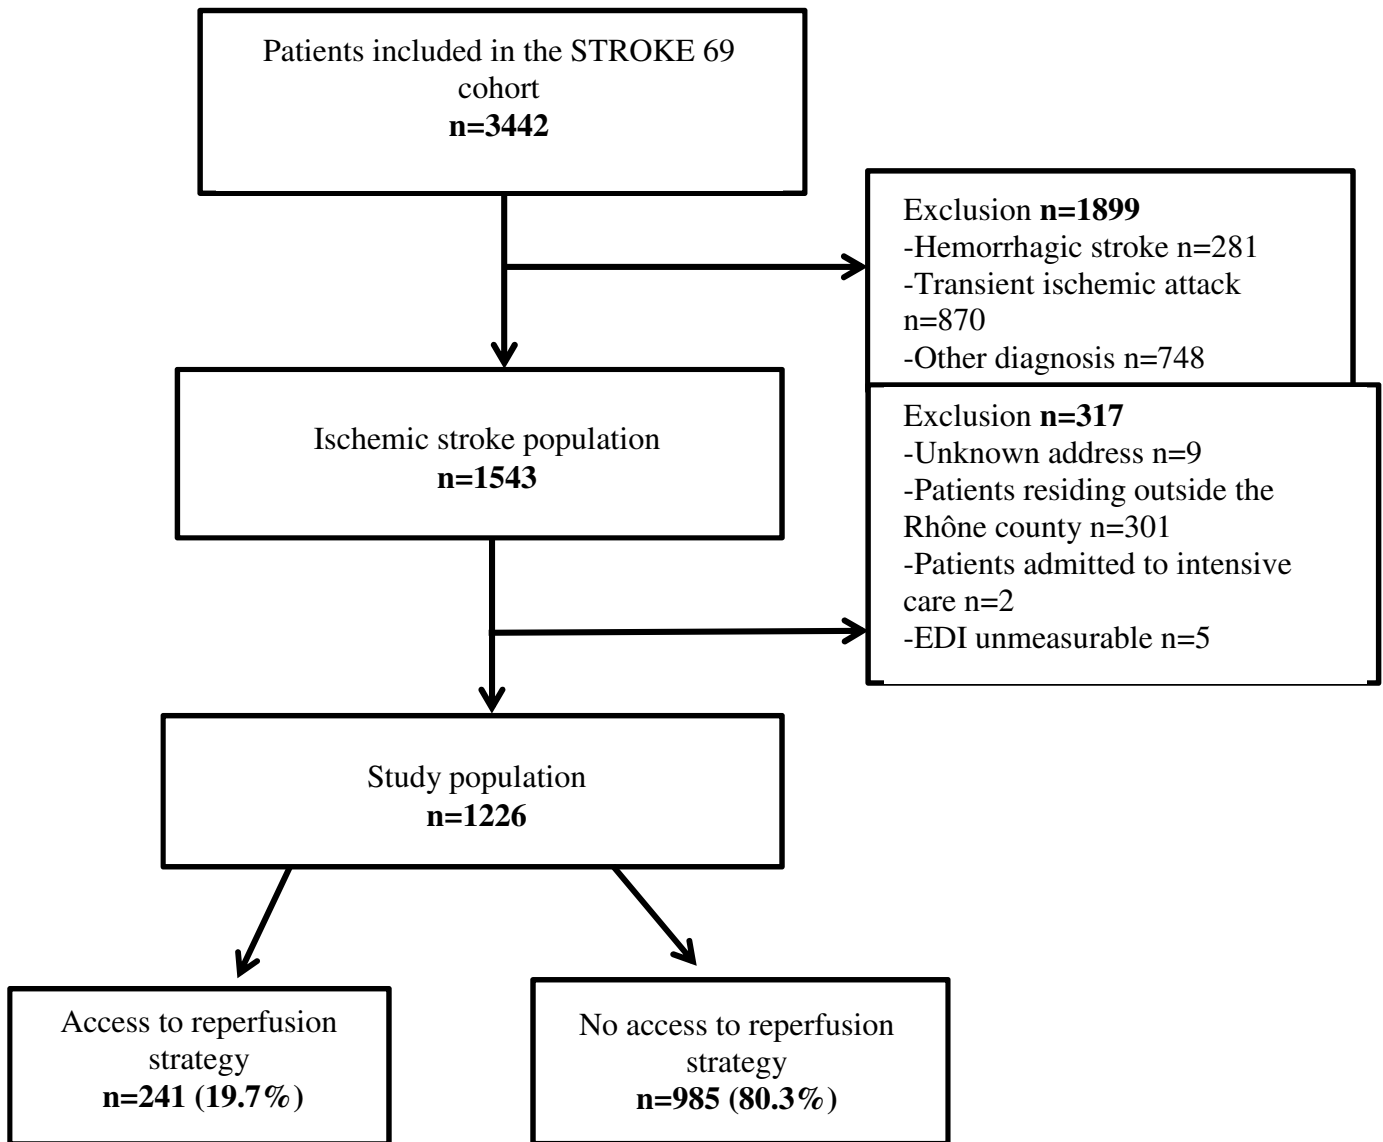 Patients included in the STROKE 69
cohort
n=3442
Exclusion n=1899
-Hemorrhagic stroke n=281
-Transient ischemic attack
n=870
-Other diagnosis n=748
Ischemic stroke population
n=1543
Exclusion n=317
-Unknown address n=9
-Patients residing outside the
Rhône county n=301
-Patients admitted to intensive
care n=2
-EDI unmeasurable n=5
Study population
n=1226
Access to reperfusion
strategy
n=241 (19.7%)
No access to reperfusion
strategy
n=985 (80.3%)